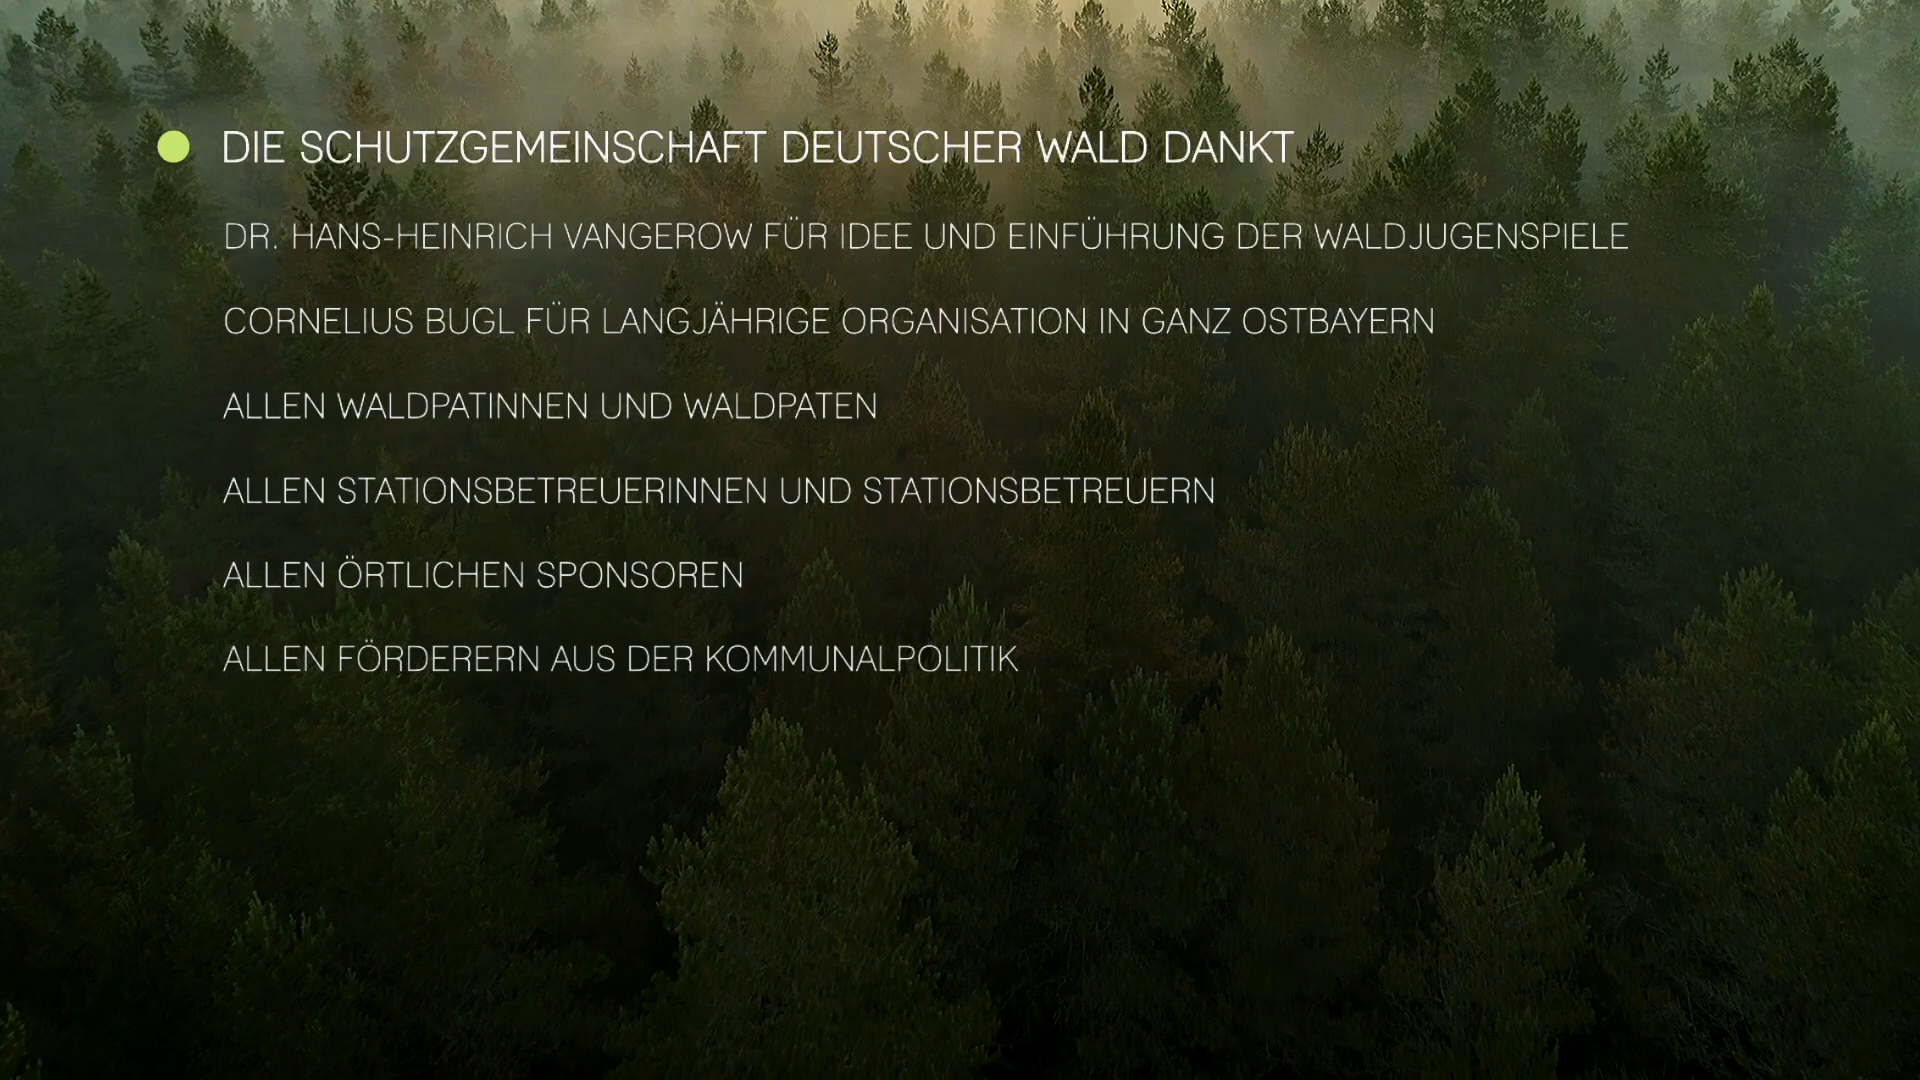 DIE SCHUTZGEMEINSCHAFT DEUTSCHER WALD DANKT
DR. HANS-HEINRICH VANGEROW FÜR IDEE UND EINFÜHRUNG DER WALDJUGENSPIELE
CORNELIUS BUGL FÜR LANGJÄHRIGE ORGANISATION IN GANZ OSTBAYERN
ALLEN WALDPATINNEN UND WALDPATEN
ALLEN STATIONSBETREUERINNEN UND STATIONSBETREUERN
ALLEN ÖRTLICHEN SPONSOREN
ALLEN FÖRDERERN AUS DER KOMMUNALPOLITIK